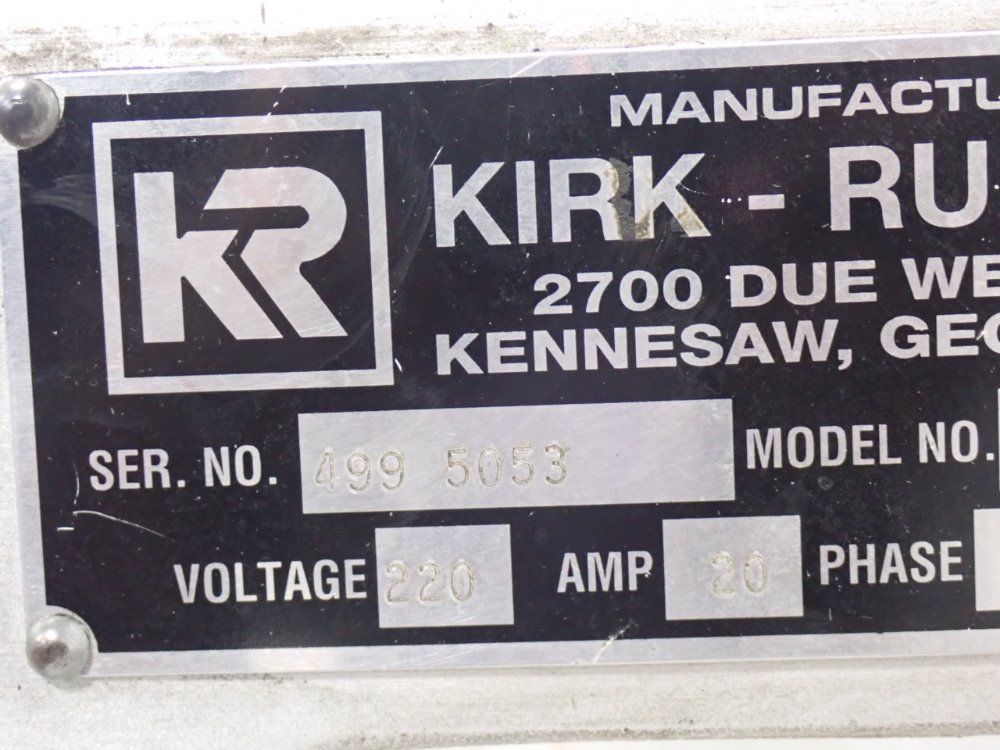 MANUFACTU
KR
KIRK - RU
2700 DUE WE
KENNESAW, GEO
SER. NO. 499 5053 MODEL NO.
VOLTAGE 220 AMP 20 PHASE